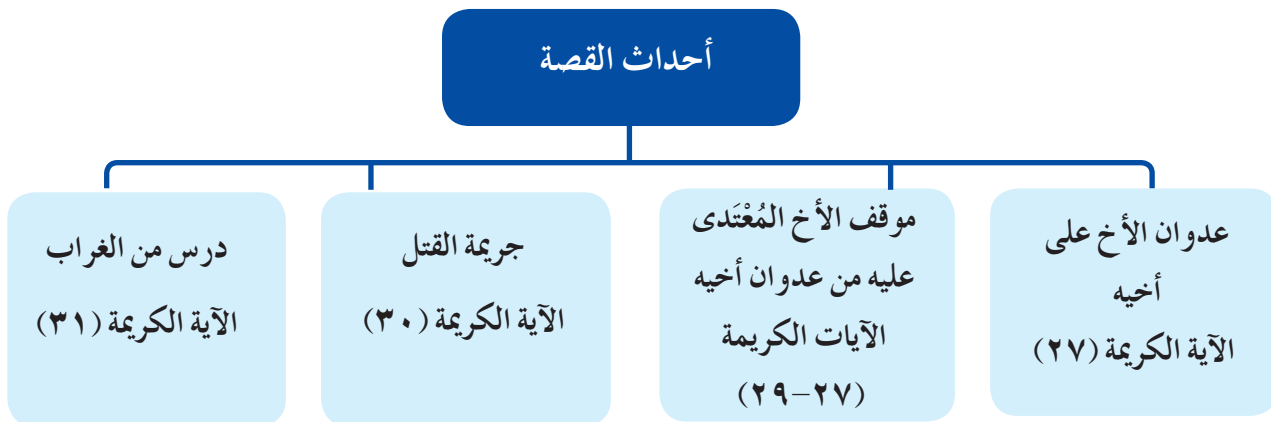 أحداث القصة
عدوان الأخ على
أخيه
الآية الكريمة (٢٧)
موقف الأخ المُعْتَدى
عليه من عدوان أخيه
الآيات الكريمة
(٢٧–٢٩)
جريمة القتل
الآية الكريمة (٣٠)
درس من الغراب
الآية الكريمة (٣١)